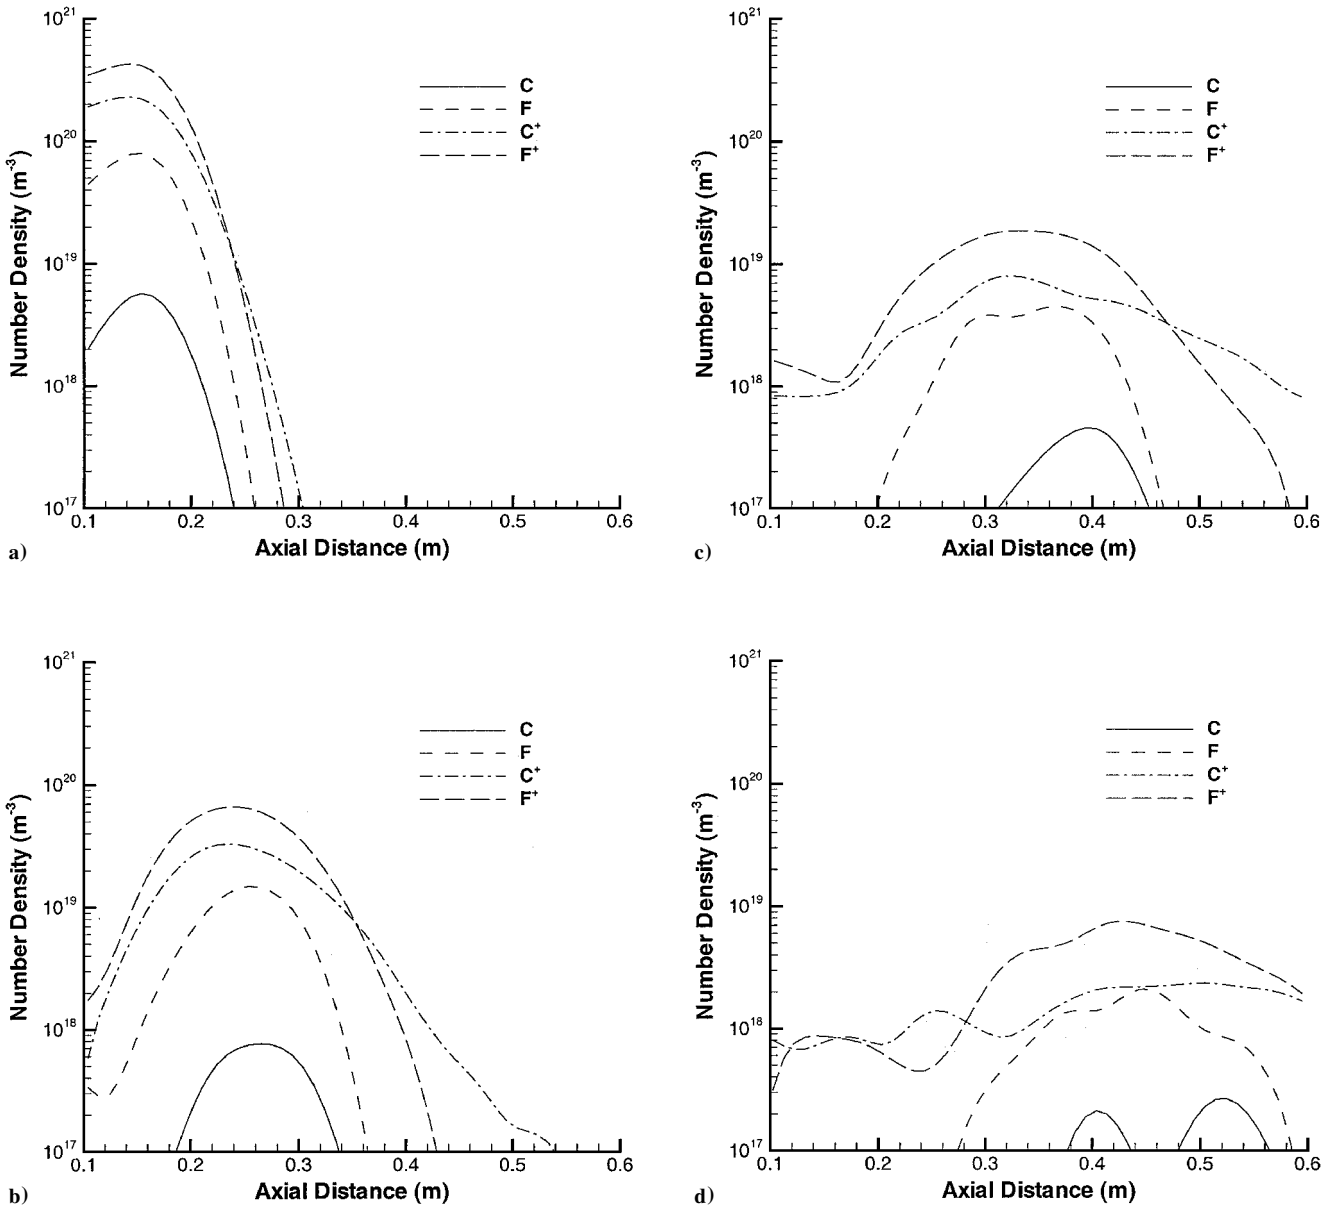 10²¹
10²⁰
10¹⁹
10¹⁸
10¹⁷
Number Density (m⁻³)
C
F
C⁺
F⁺
0.1 0.2 0.3 0.4 0.5 0.6
Axial Distance (m)
a)
10²¹
10²⁰
10¹⁹
10¹⁸
10¹⁷
Number Density (m⁻³)
C
F
C⁺
F⁺
0.1 0.2 0.3 0.4 0.5 0.6
Axial Distance (m)
c)
10²¹
10²⁰
10¹⁹
10¹⁸
10¹⁷
Number Density (m⁻³)
C
F
C⁺
F⁺
0.1 0.2 0.3 0.4 0.5 0.6
Axial Distance (m)
b)
10²¹
10²⁰
10¹⁹
10¹⁸
10¹⁷
Number Density (m⁻³)
C
F
C⁺
F⁺
0.1 0.2 0.3 0.4 0.5 0.6
Axial Distance (m)
d)